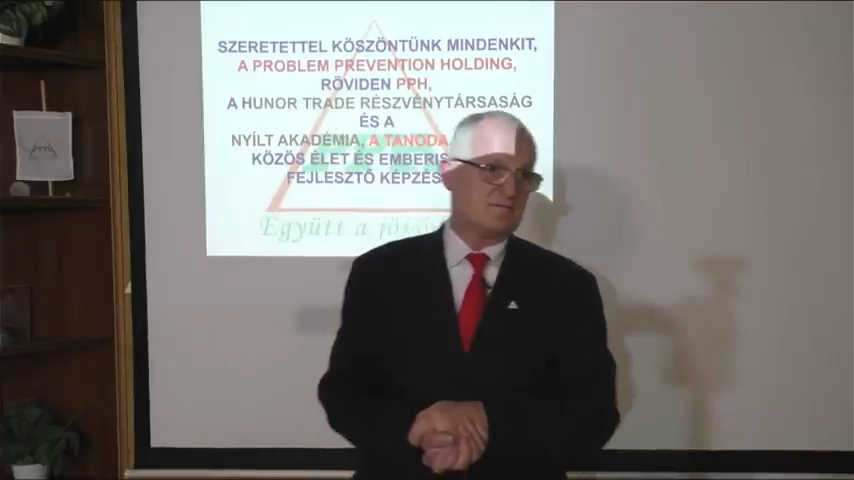 SZERETETTEL KÖSZÖNTÜNK MINDENKIT,
A PROBLEM PREVENTION HOLDING,
RÖVIDEN PPH,
A HUNOR TRADE RÉSZVÉNYTÁRSASÁG
ÉS A
NYÍLT AKADÉMIA, A TANODA
KÖZÖS ÉLET ÉS EMBERIS
FEJLESZTŐ KÉPZÉS
Együtt a